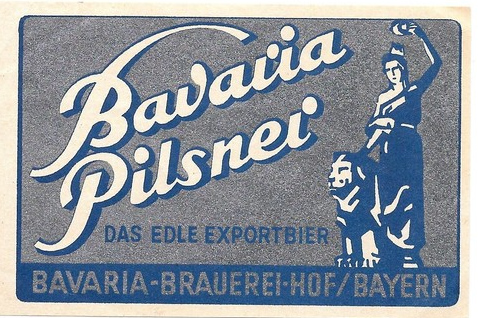 Bavaria
Pilsner
DAS EDLE EXPORTBIER
BAVARIA-BRAUEREI-HOF/BAYERN